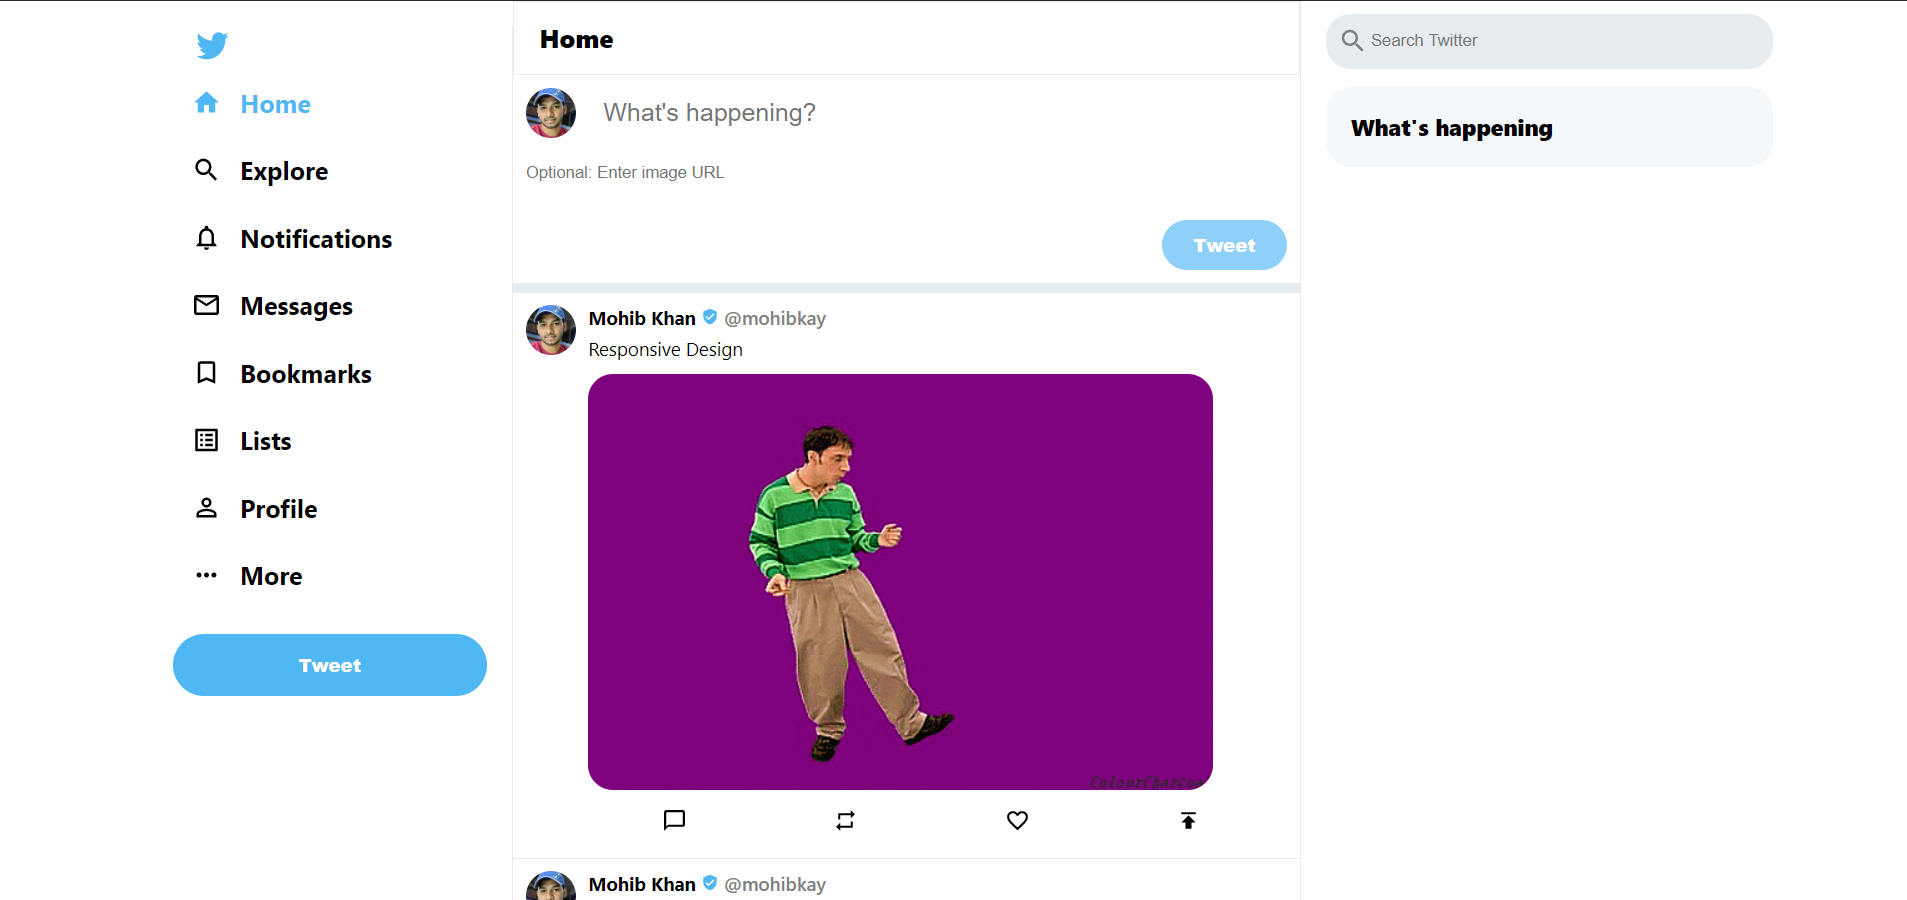 Home
Explore
Notifications
Messages
Bookmarks
Lists
Profile
More
Tweet
Home
What's happening?
Optional: Enter image URL
Tweet
Mohib Khan @mohibkay
Responsive Design
Mohib Khan @mohibkay
Search Twitter
What's happening